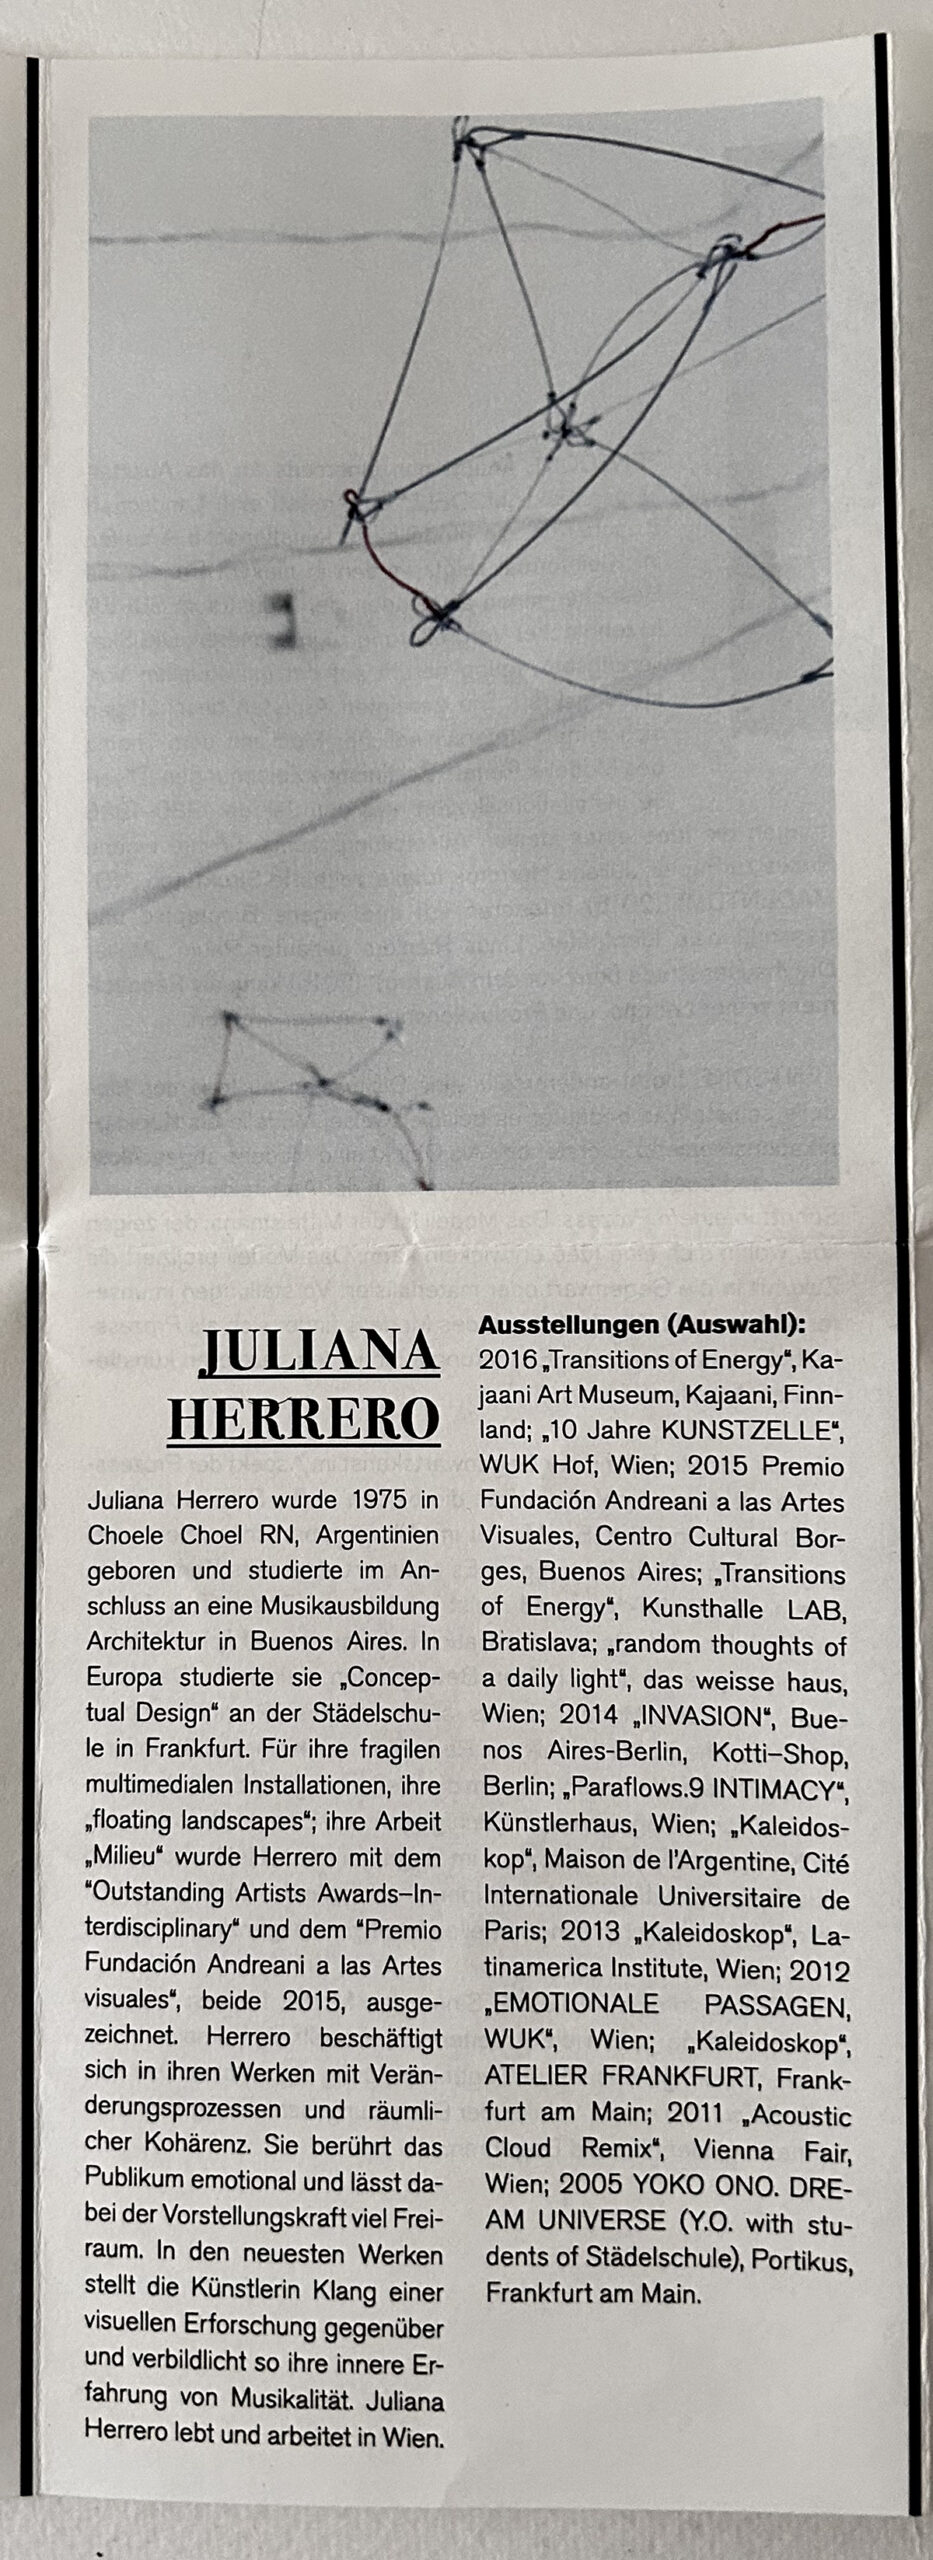 JULIANA
HERRERO
Juliana Herrero wurde 1975 in
Choele Choel RN, Argentinien
geboren und studierte im An-
schluss an eine Musikausbildung
Architektur in Buenos Aires. In
Europa studierte sie „Concep-
tual Design“ an der Städelschu-
le in Frankfurt. Für ihre fragilen
multimedialen Installationen, ihre
„floating landscapes“; ihre Arbeit
„Milieu“ wurde Herrero mit dem
“Outstanding Artists Awards–In-
terdisciplinary“ und dem “Premio
Fundación Andreani a las Artes
visuales“, beide 2015, ausge-
zeichnet. Herrero beschäftigt
sich in ihren Werken mit Verän-
derungsprozessen und räumli-
cher Kohärenz. Sie berührt das
Publikum emotional und lässt da-
bei der Vorstellungskraft viel Frei-
raum. In den neuesten Werken
stellt die Künstlerin Klang einer
visuellen Erforschung gegenüber
und verbildlicht so ihre innere Er-
fahrung von Musikalität. Juliana
Herrero lebt und arbeitet in Wien.
Ausstellungen (Auswahl):
2016 „Transitions of Energy“, Ka-
jaani Art Museum, Kajaani, Finn-
land; „10 Jahre KUNSTZELLE“,
WUK Hof, Wien; 2015 Premio
Fundación Andreani a las Artes
Visuales, Centro Cultural Bor-
ges, Buenos Aires; „Transitions
of Energy“, Kunsthalle LAB,
Bratislava; „random thoughts of
a daily light“, das weisse haus,
Wien; 2014 „INVASION“, Bue-
nos Aires-Berlin, Kotti–Shop,
Berlin; „Paraflows.9 INTIMACY“,
Künstlerhaus, Wien; „Kaleidos-
kop“, Maison de l'Argentine, Cité
Internationale Universitaire de
Paris; 2013 „Kaleidoskop“, La-
tinamerica Institute, Wien; 2012
„EMOTIONALE PASSAGEN,
WUK“, Wien; „Kaleidoskop“,
ATELIER FRANKFURT, Frank-
furt am Main; 2011 „Acoustic
Cloud Remix“, Vienna Fair,
Wien; 2005 YOKO ONO. DRE-
AM UNIVERSE (Y.O. with stu-
dents of Städelschule), Portikus,
Frankfurt am Main.